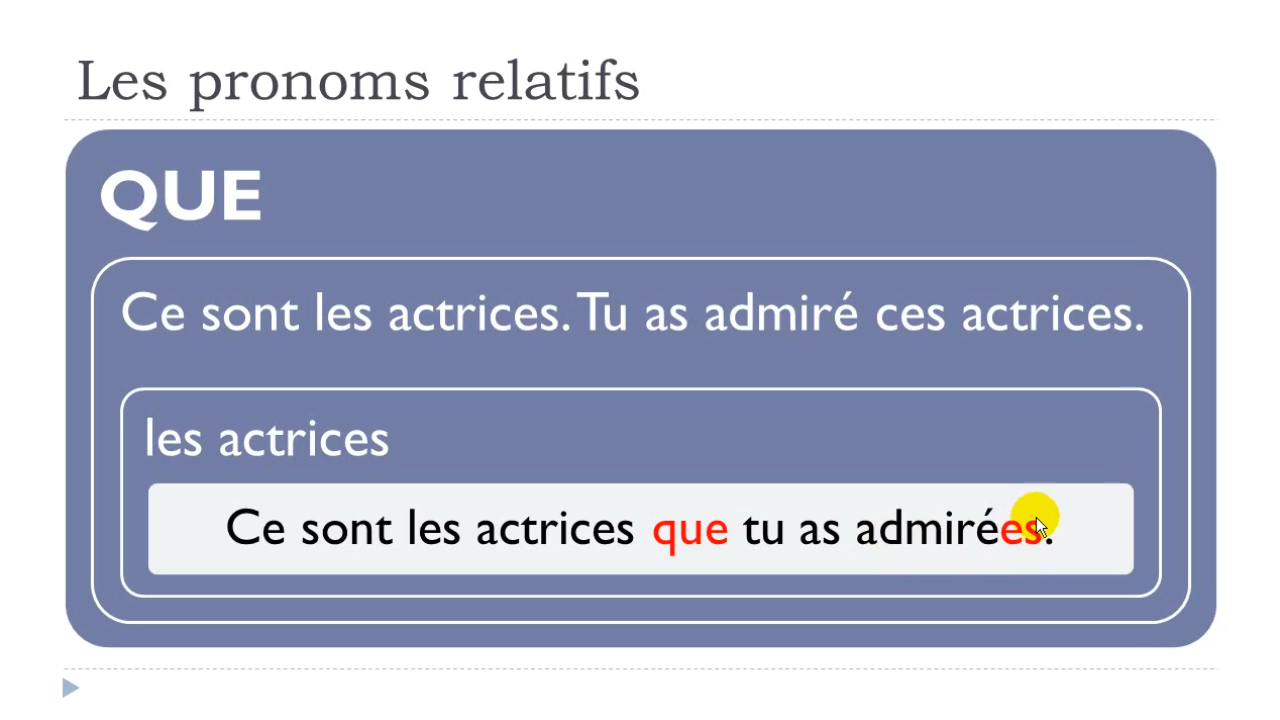 Les pronoms relatifs
QUE
Ce sont les actrices. Tu as admiré ces actrices.
les actrices
Ce sont les actrices que tu as admirées.